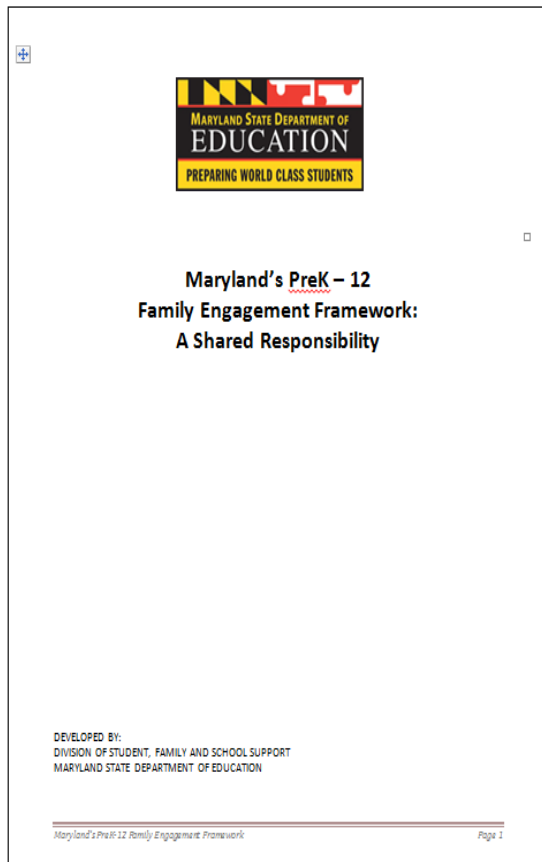 MARYLAND STATE DEPARTMENT OF
EDUCATION
PREPARING WORLD CLASS STUDENTS
Maryland's PreK – 12
Family Engagement Framework:
A Shared Responsibility
DEVELOPED BY:
DIVISION OF STUDENT, FAMILY AND SCHOOL SUPPORT
MARYLAND STATE DEPARTMENT OF EDUCATION
Maryland's PreK-12 Family Engagement Framework Page 1